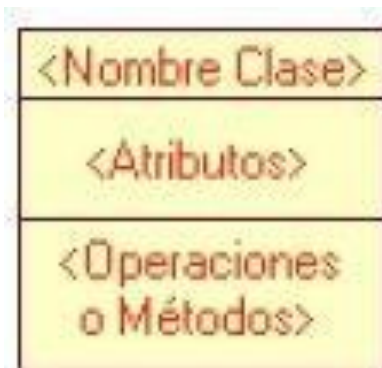 <Nombre Clase>
<Atributos>
<Operaciones
o Métodos>